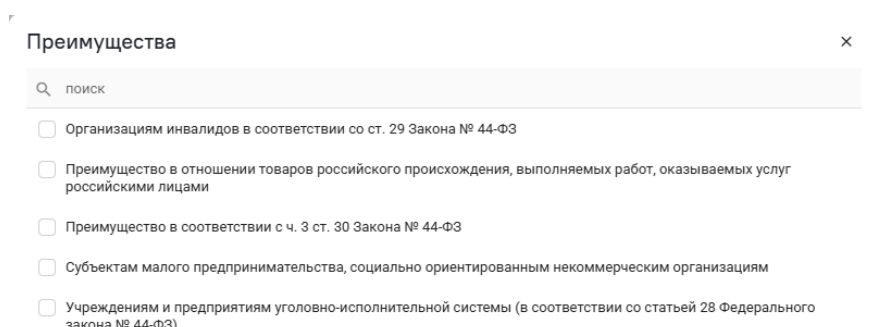 Преимущества
поиск
Организациям инвалидов в соответствии со ст. 29 Закона № 44-ФЗ
Преимущество в отношении товаров российского происхождения, выполняемых работ, оказываемых услуг
российскими лицами
Преимущество в соответствии с ч. 3 ст. 30 Закона № 44-ФЗ
Субъектам малого предпринимательства, социально ориентированным некоммерческим организациям
Учреждениям и предприятиям уголовно-исполнительной системы (в соответствии со статьей 28 Федерального
закона № 44-ФЗ)